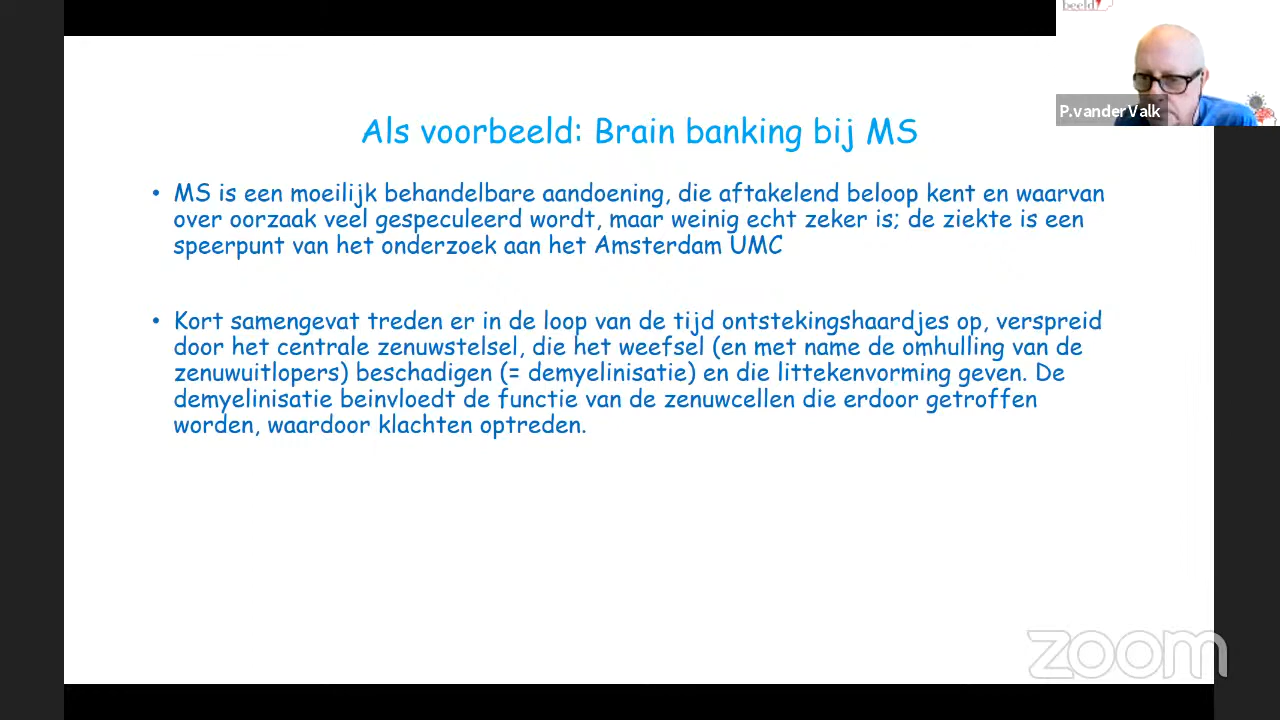 beeld
P.vander Valk
Als voorbeeld: Brain banking bij MS
• MS is een moeilijk behandelbare aandoening, die aftakelend beloop kent en waarvan
over oorzaak veel gespeculeerd wordt, maar weinig echt zeker is; de ziekte is een
speerpunt van het onderzoek aan het Amsterdam UMC
• Kort samengevat treden er in de loop van de tijd ontstekingshaardjes op, verspreid
door het centrale zenuwstelsel, die het weefsel (en met name de omhulling van de
zenuwuitlopers) beschadigen (= demyelinisatie) en die littekenvorming geven. De
demyelinisatie beinvloedt de functie van de zenuwcellen die erdoor getroffen
worden, waardoor klachten optreden.
zoom